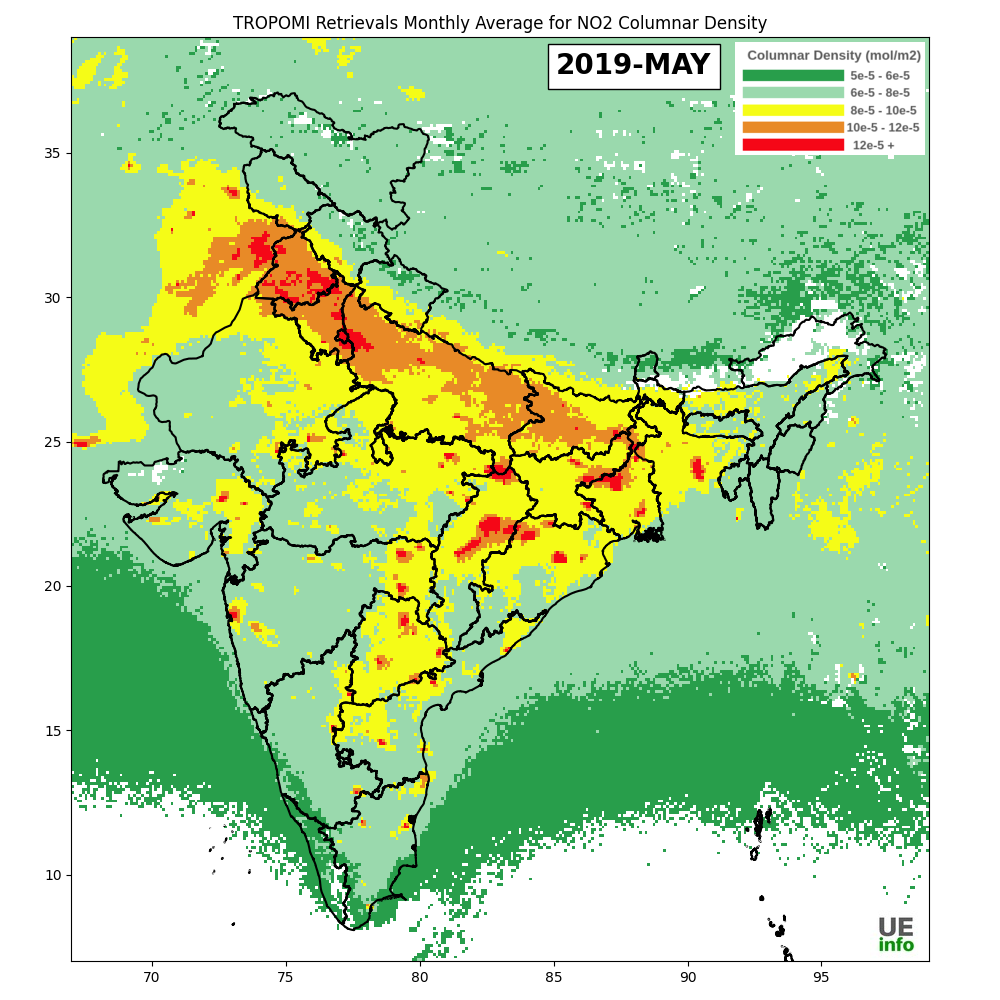 TROPOMI Retrievals Monthly Average for NO2 Columnar Density
2019-MAY
Columnar Density (mol/m2)
5e-5 - 6e-5
6e-5 - 8e-5
8e-5 - 10e-5
10e-5 - 12e-5
12e-5 +
35
30
25
20
15
10
UE
info
70
75
80
85
90
95